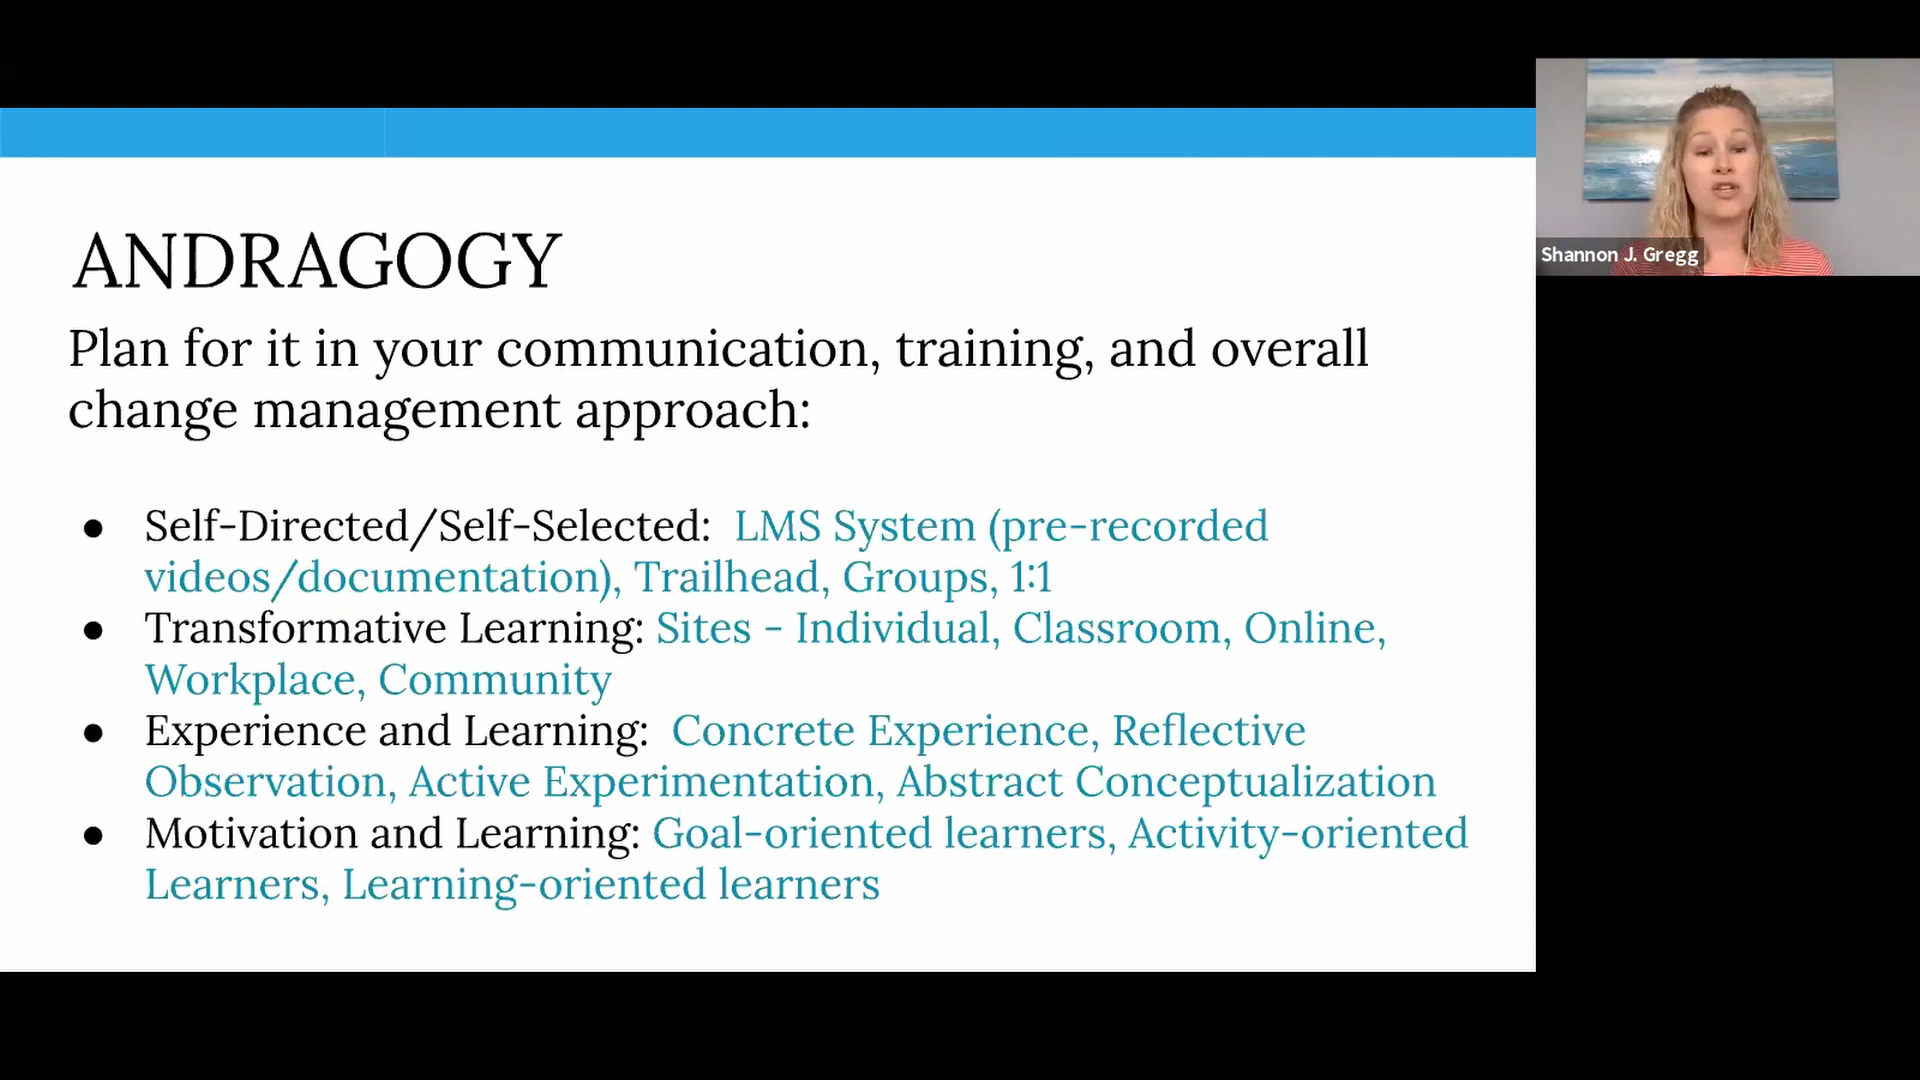 ANDRAGOGY
Plan for it in your communication, training, and overall
change management approach:
● Self-Directed/Self-Selected: LMS System (pre-recorded
videos/documentation), Trailhead, Groups, 1:1
● Transformative Learning: Sites - Individual, Classroom, Online,
Workplace, Community
● Experience and Learning: Concrete Experience, Reflective
Observation, Active Experimentation, Abstract Conceptualization
● Motivation and Learning: Goal-oriented learners, Activity-oriented
Learners, Learning-oriented learners
Shannon J. Gregg